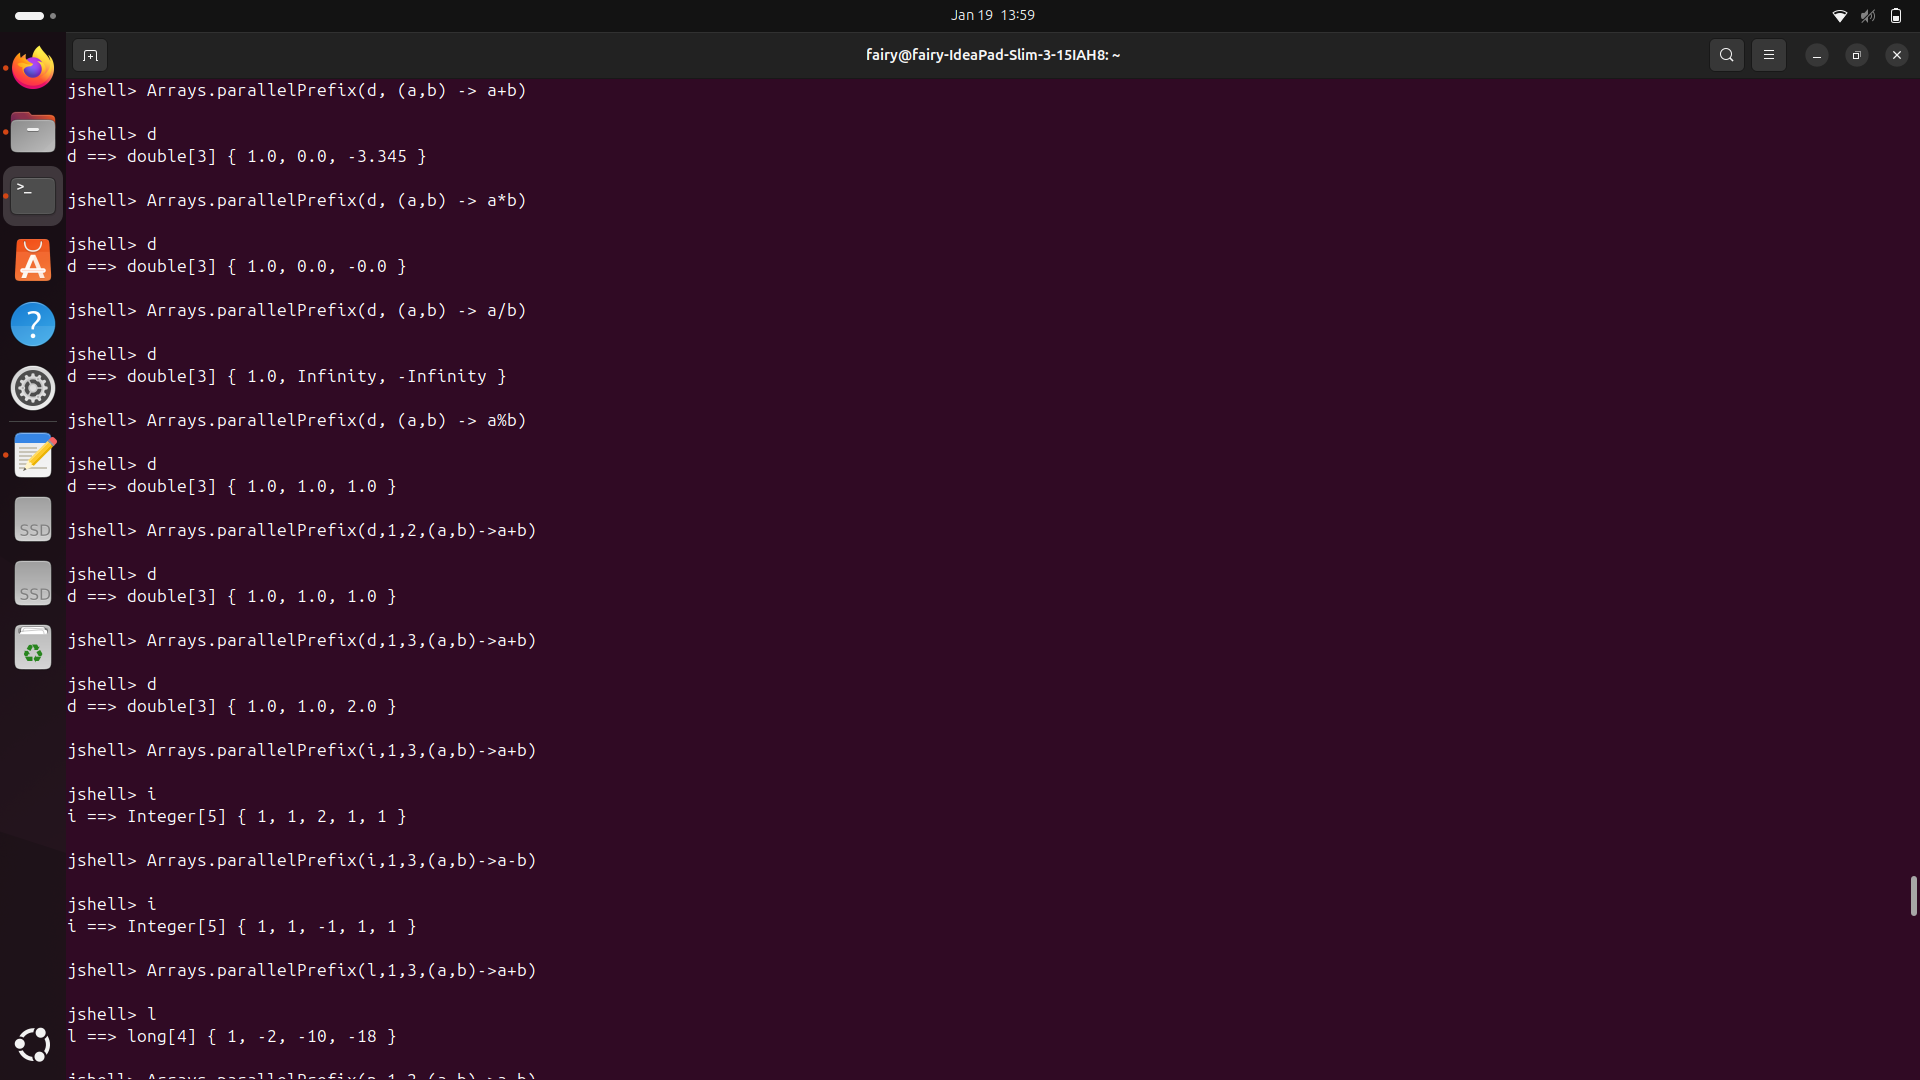 Jan 19 13:59
fairy@fairy-IdeaPad-Slim-3-15IAH8: ~
jshell> Arrays.parallelPrefix(d, (a,b) -> a+b)
jshell> d
d ==> double[3] { 1.0, 0.0, -3.345 }
jshell> Arrays.parallelPrefix(d, (a,b) -> a*b)
jshell> d
d ==> double[3] { 1.0, 0.0, -0.0 }
jshell> Arrays.parallelPrefix(d, (a,b) -> a/b)
jshell> d
d ==> double[3] { 1.0, Infinity, -Infinity }
jshell> Arrays.parallelPrefix(d, (a,b) -> a%b)
jshell> d
d ==> double[3] { 1.0, 1.0, 1.0 }
jshell> Arrays.parallelPrefix(d,1,2,(a,b)->a+b)
jshell> d
d ==> double[3] { 1.0, 1.0, 1.0 }
jshell> Arrays.parallelPrefix(d,1,3,(a,b)->a+b)
jshell> d
d ==> double[3] { 1.0, 1.0, 2.0 }
jshell> Arrays.parallelPrefix(i,1,3,(a,b)->a+b)
jshell> i
i ==> Integer[5] { 1, 1, 2, 1, 1 }
jshell> Arrays.parallelPrefix(i,1,3,(a,b)->a-b)
jshell> i
i ==> Integer[5] { 1, 1, -1, 1, 1 }
jshell> Arrays.parallelPrefix(l,1,3,(a,b)->a+b)
jshell> l
l ==> long[4] { 1, -2, -10, -18 }
SSD
SSD